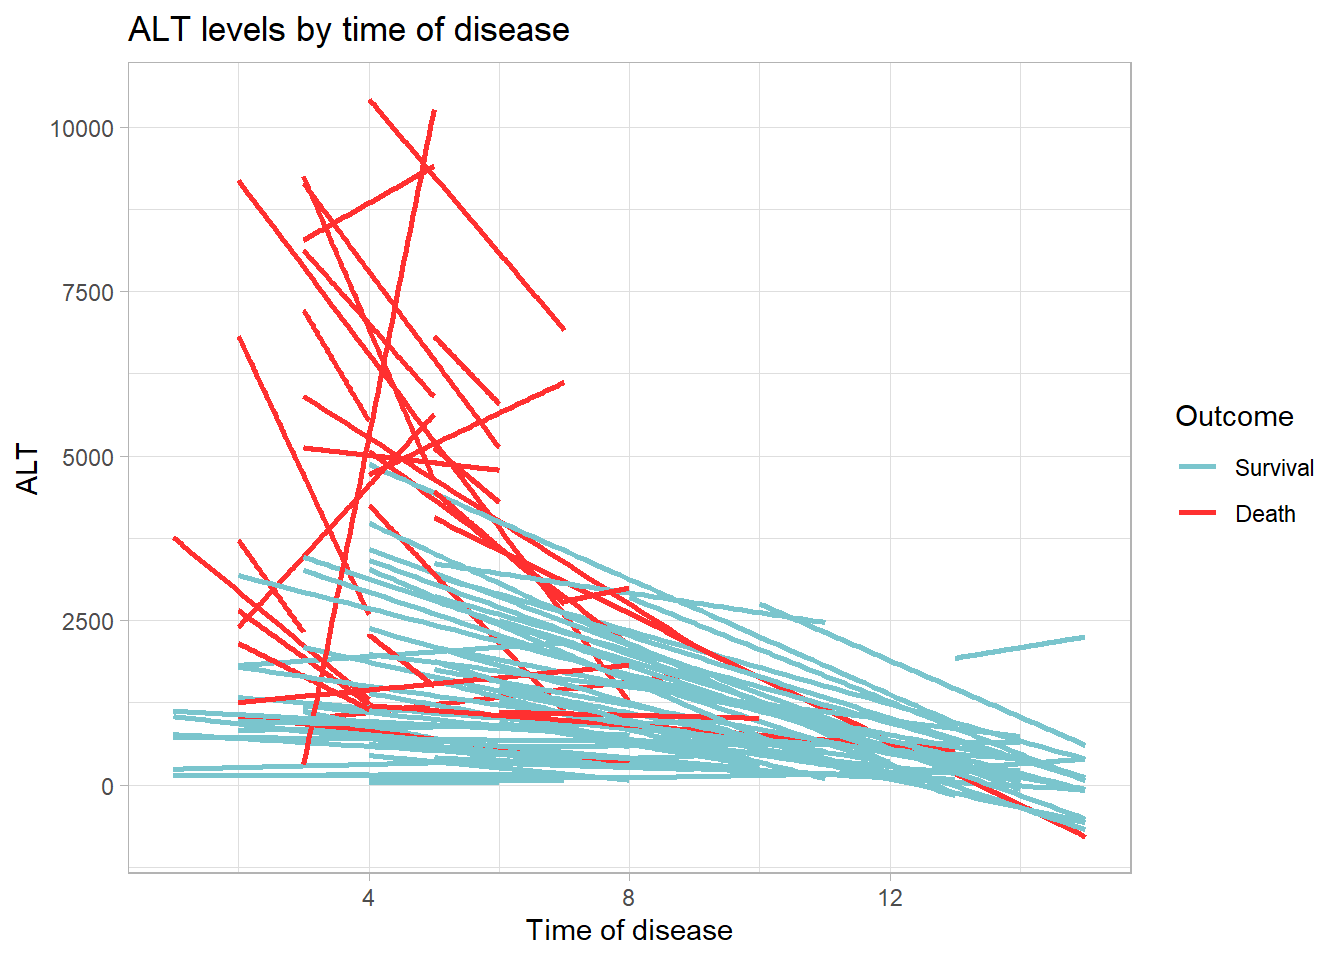 ALT levels by time of disease
10000
7500
5000
2500
0
ALT
4
8
12
Time of disease
Outcome
Survival
Death